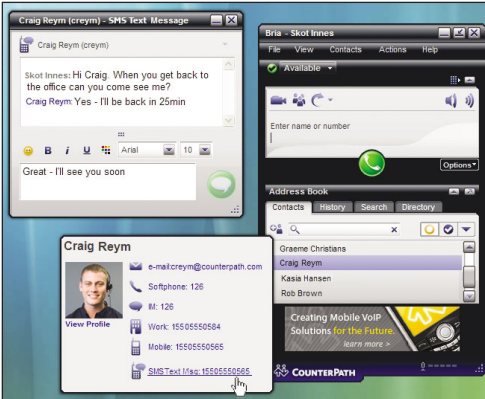 Craig Reym (creym) - SMS Text Message
Craig Reym (creym)
Skot Innes: Hi Craig. When you get back to
the office can you come see me?
Craig Reym: Yes - I'll be back in 25min
B i U Arial 10
Great - I'll see you soon
Bria - Skot Innes
File View Contacts Actions Help
Available
Enter name or number
Options
Address Book
Contacts History Search Directory
Graeme Christians
Craig Reym
Kasia Hansen
Rob Brown
Creating Mobile VoIP
Solutions for the Future.
learn more >
COUNTERPATH
Craig Reym
View Profile
e-mail:creym@counterpath.com
Softphone: 126
IM: 126
Work: 15505550584
Mobile: 15505550565
SMSText Msg: 15505550565